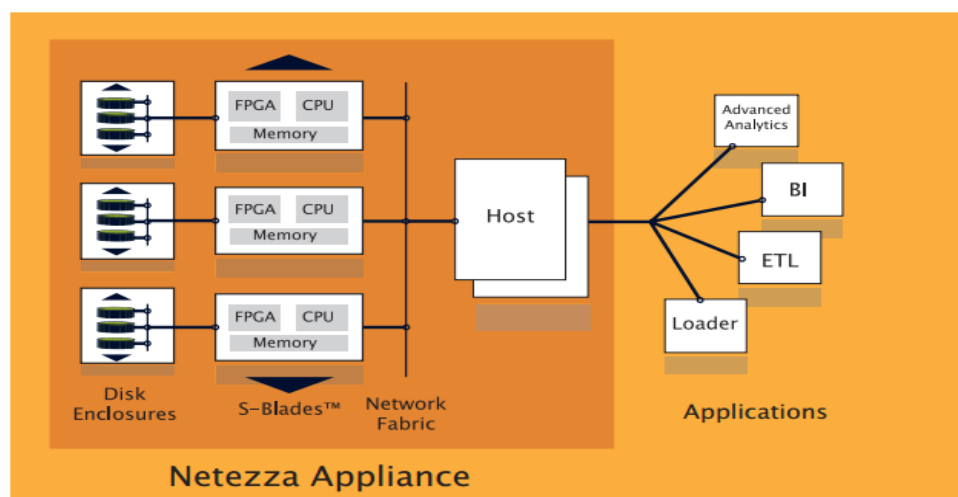 FPGA CPU
Memory
FPGA CPU
Memory
FPGA CPU
Memory
Disk
Enclosures
S-Blades™
Network
Fabric
Host
Advanced
Analytics
BI
ETL
Loader
Applications
Netezza Appliance